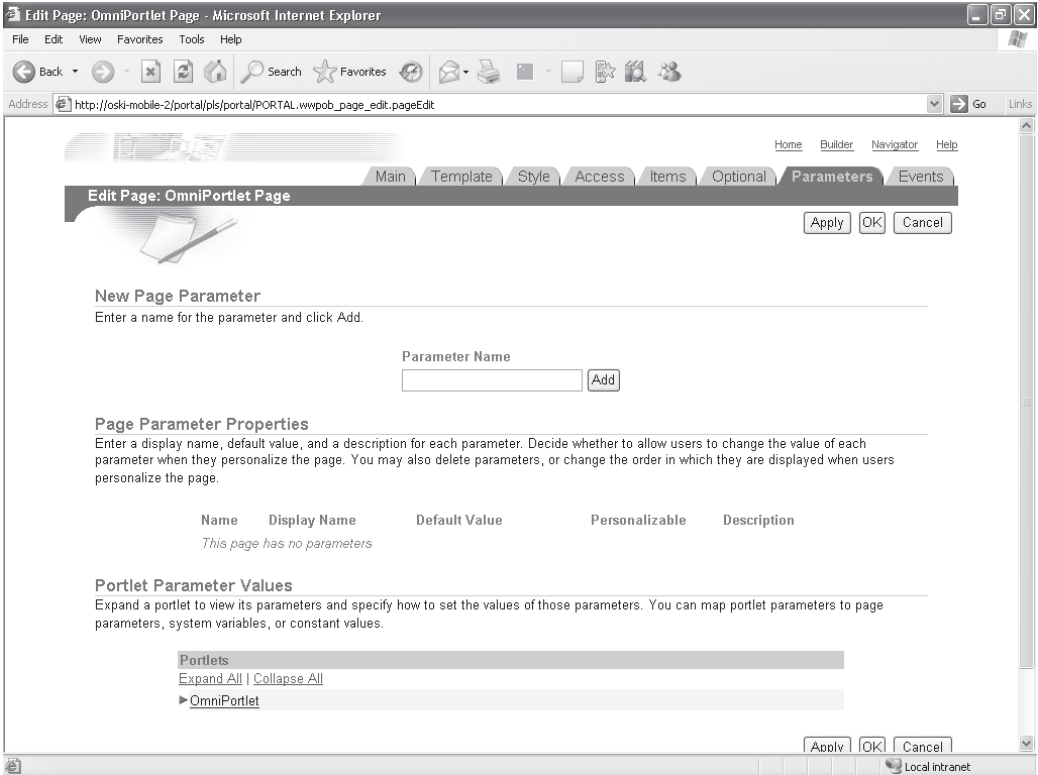 Edit Page: OmniPortlet Page - Microsoft Internet Explorer
File Edit View Favorites Tools Help
Back Search Favorites
Address http://oski-mobile-2/portal/pls/portal/PORTAL.wwpob_page_edit.pageEdit Go Links
Home Builder Navigator Help
Main Template Style Access Items Optional Parameters Events
Edit Page: OmniPortlet Page
Apply OK Cancel
New Page Parameter
Enter a name for the parameter and click Add.
Parameter Name
Add
Page Parameter Properties
Enter a display name, default value, and a description for each parameter. Decide whether to allow users to change the value of each
parameter when they personalize the page. You may also delete parameters, or change the order in which they are displayed when users
personalize the page.
Name Display Name Default Value Personalizable Description
This page has no parameters
Portlet Parameter Values
Expand a portlet to view its parameters and specify how to set the values of those parameters. You can map portlet parameters to page
parameters, system variables, or constant values.
Portlets
Expand All | Collapse All
OmniPortlet
Apply OK Cancel
Local intranet